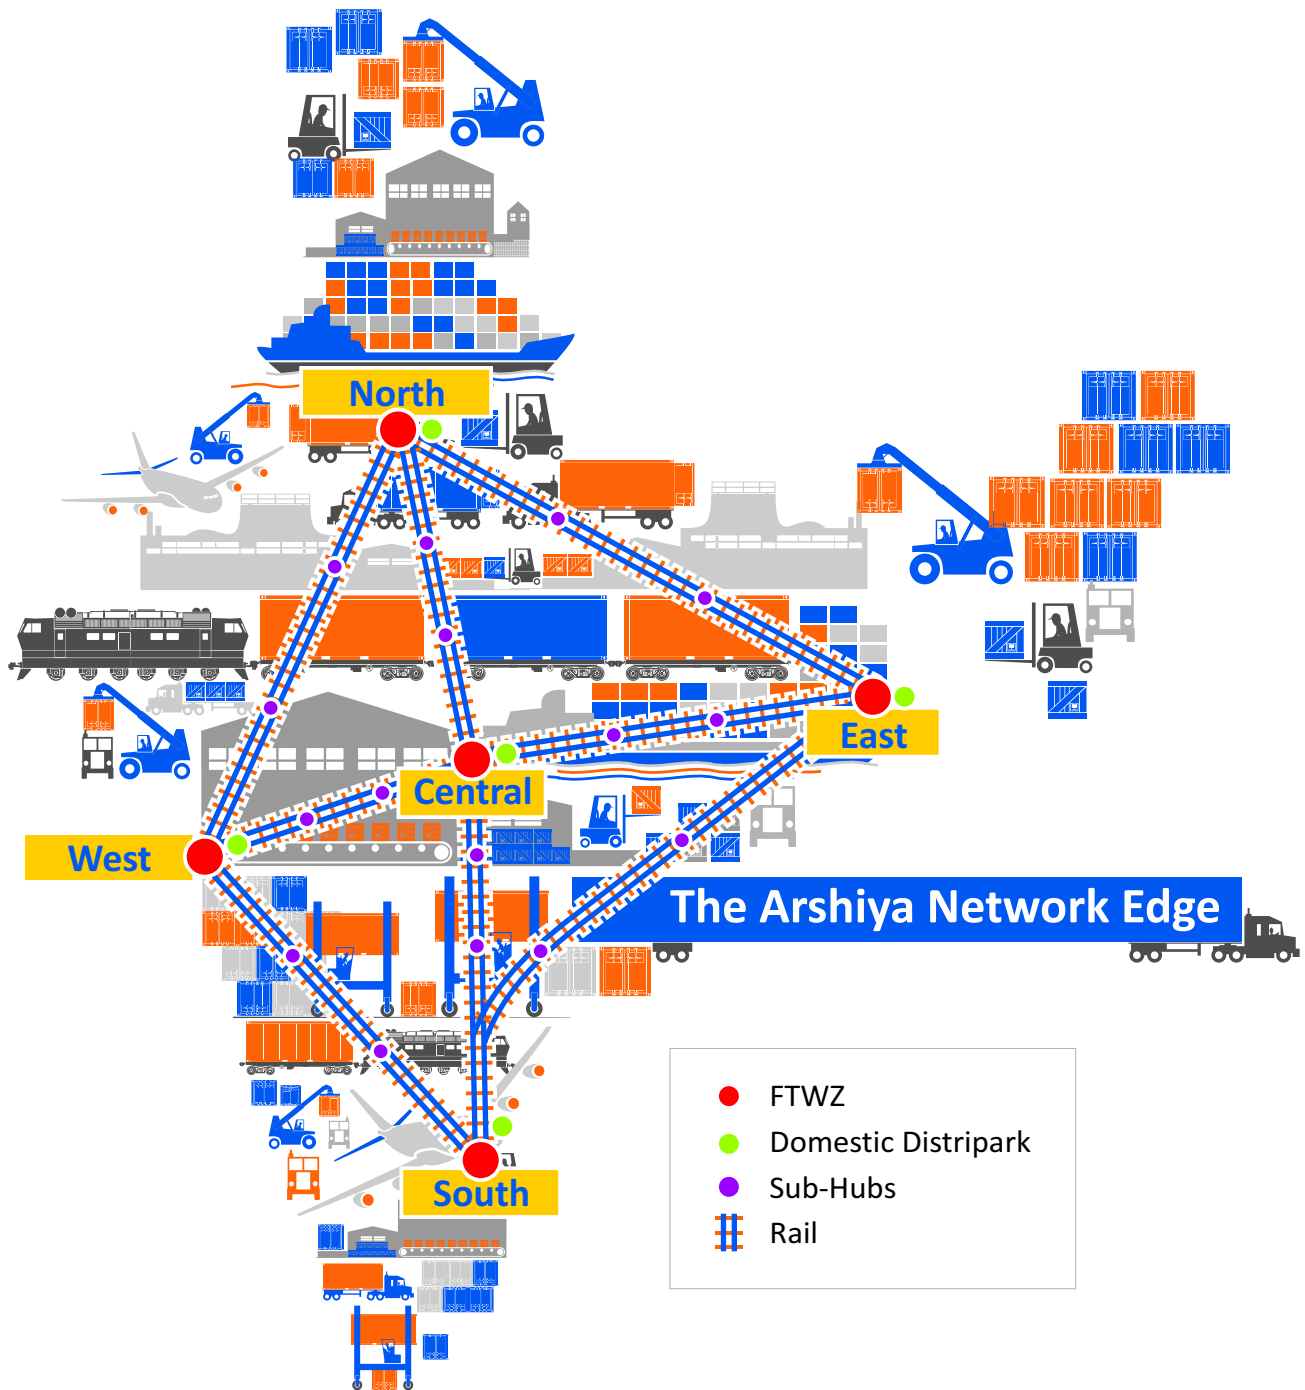 North
East
Central
West
The Arshiya Network Edge
South
FTWZ
Domestic Distripark
Sub-Hubs
Rail